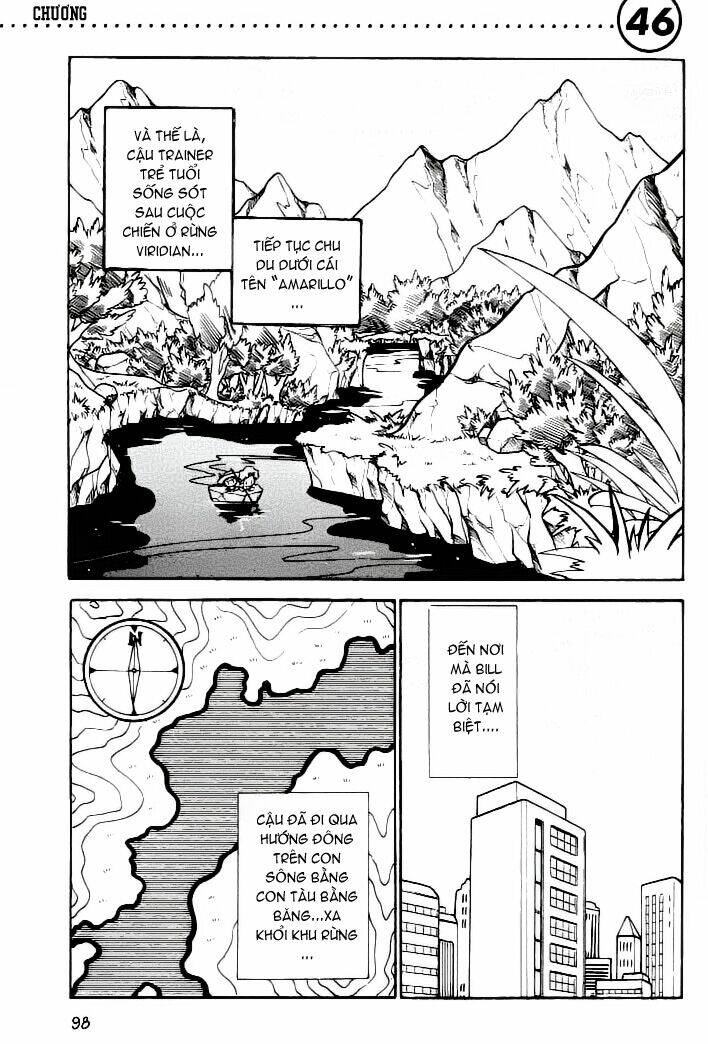 CHƯƠNG
46
VÀ THẾ LÀ,
CẬU TRAINER
TRẺ TUỔI
SỐNG SÓT
SAU CUỘC
CHIẾN Ở RỪNG
VIRIDIAN...
TIẾP TỤC CHU
DU DƯỚI CÁI
TÊN “AMARILLO”
...
N
CẬU ĐÃ ĐI QUA
HƯỚNG ĐÔNG
TRÊN CON
SÔNG BẰNG
CON TÀU BẰNG
BĂNG...XA
KHỎI KHU RỪNG
...
ĐẾN NƠI
MÀ BILL
ĐÃ NÓI
LỜI TẠM
BIỆT....
98